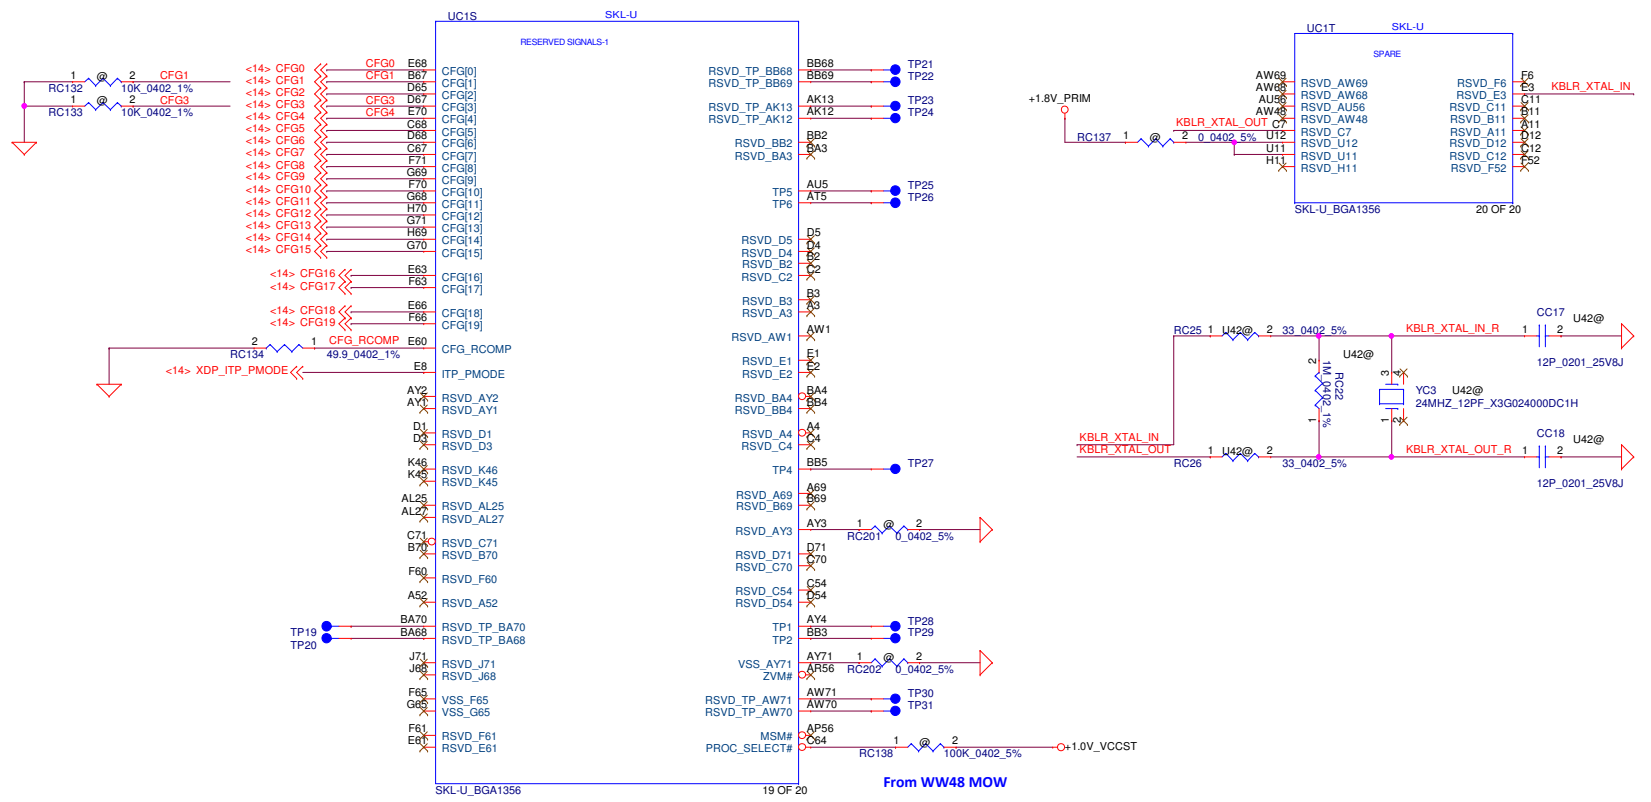 UC1S
SKL-U
RESERVED SIGNALS-1
1 @ 2 CFG1
RC132 10K_0402_1%
1 @ 2 CFG3
RC133 10K_0402_1%
<14> CFG0 CFG0 E68 CFG[0]
<14> CFG1 CFG1 B67 CFG[1]
<14> CFG2 D65 CFG[2]
<14> CFG3 CFG3 D67 CFG[3]
<14> CFG4 CFG4 E70 CFG[4]
<14> CFG5 C68 CFG[5]
<14> CFG6 D68 CFG[6]
<14> CFG7 C67 CFG[7]
<14> CFG8 F71 CFG[8]
<14> CFG9 G69 CFG[9]
<14> CFG10 F70 CFG[10]
<14> CFG11 G68 CFG[11]
<14> CFG12 H70 CFG[12]
<14> CFG13 G71 CFG[13]
<14> CFG14 H69 CFG[14]
<14> CFG15 G70 CFG[15]
<14> CFG16 E63 CFG[16]
<14> CFG17 F63 CFG[17]
<14> CFG18 E66 CFG[18]
<14> CFG19 F66 CFG[19]
2 1 CFG_RCOMP E60 CFG_RCOMP
RC134 49.9_0402_1%
<14> XDP_ITP_PMODE E8 ITP_PMODE
AY2 RSVD_AY2
AY1 RSVD_AY1
D1 RSVD_D1
D3 RSVD_D3
K46 RSVD_K46
K45 RSVD_K45
AL25 RSVD_AL25
AL27 RSVD_AL27
C71 RSVD_C71
B70 RSVD_B70
F60 RSVD_F60
A52 RSVD_A52
TP19 BA70 RSVD_TP_BA70
TP20 BA68 RSVD_TP_BA68
J71 RSVD_J71
J68 RSVD_J68
F65 VSS_F65
G65 VSS_G65
F61 RSVD_F61
E61 RSVD_E61
RSVD_TP_BB68 BB68 TP21
RSVD_TP_BB69 BB69 TP22
RSVD_TP_AK13 AK13 TP23
RSVD_TP_AK12 AK12 TP24
RSVD_BB2 BB2
RSVD_BA3 BA3
TP5 AU5 TP25
TP6 AT5 TP26
RSVD_D5 D5
RSVD_D4 D4
RSVD_B2 B2
RSVD_C2 C2
RSVD_B3 B3
RSVD_A3 A3
RSVD_AW1 AW1
RSVD_E1 E1
RSVD_E2 E2
RSVD_BA4 BA4
RSVD_BB4 BB4
RSVD_A4 A4
RSVD_C4 C4
TP4 BB5 TP27
RSVD_A69 A69
RSVD_B69 B69
RSVD_AY3 AY3 1 @ 2
RC201 0_0402_5%
RSVD_D71 D71
RSVD_C70 C70
RSVD_C54 C54
RSVD_D54 D54
TP1 AY4 TP28
TP2 BB3 TP29
VSS_AY71 AY71 1 @ 2
RC202 0_0402_5%
ZVM# AR56
RSVD_TP_AW71 AW71 TP30
RSVD_TP_AW70 AW70 TP31
MSM# AP56
PROC_SELECT# C64 1 @ 2 +1.0V_VCCST
RC138 100K_0402_5%
From WW48 MOW
SKL-U_BGA1356
19 OF 20
UC1T
SKL-U
SPARE
AW69 RSVD_AW69
AW68 RSVD_AW68
AU56 RSVD_AU56
AW48 RSVD_AW48
KBLR_XTAL_OUT C7 RSVD_C7
+1.8V_PRIM
RC137 1 @ 2 0_0402_5%
U12 RSVD_U12
U11 RSVD_U11
H11 RSVD_H11
RSVD_F6 F6
RSVD_E3 E3 KBLR_XTAL_IN
RSVD_C11 C11
RSVD_B11 B11
RSVD_A11 A11
RSVD_D12 D12
RSVD_C12 C12
RSVD_F52 F52
SKL-U_BGA1356
20 OF 20
RC25 1 U42@ 2 33_0402_5%
KBLR_XTAL_IN_R
CC17
1 2 U42@
12P_0201_25V8J
U42@
2 1
RC22
1M_0402_1%
3 4
1 2
YC3 U42@
24MHZ_12PF_X3G024000DC1H
KBLR_XTAL_IN
KBLR_XTAL_OUT
RC26 1 U42@ 2 33_0402_5%
KBLR_XTAL_OUT_R
CC18
1 2 U42@
12P_0201_25V8J